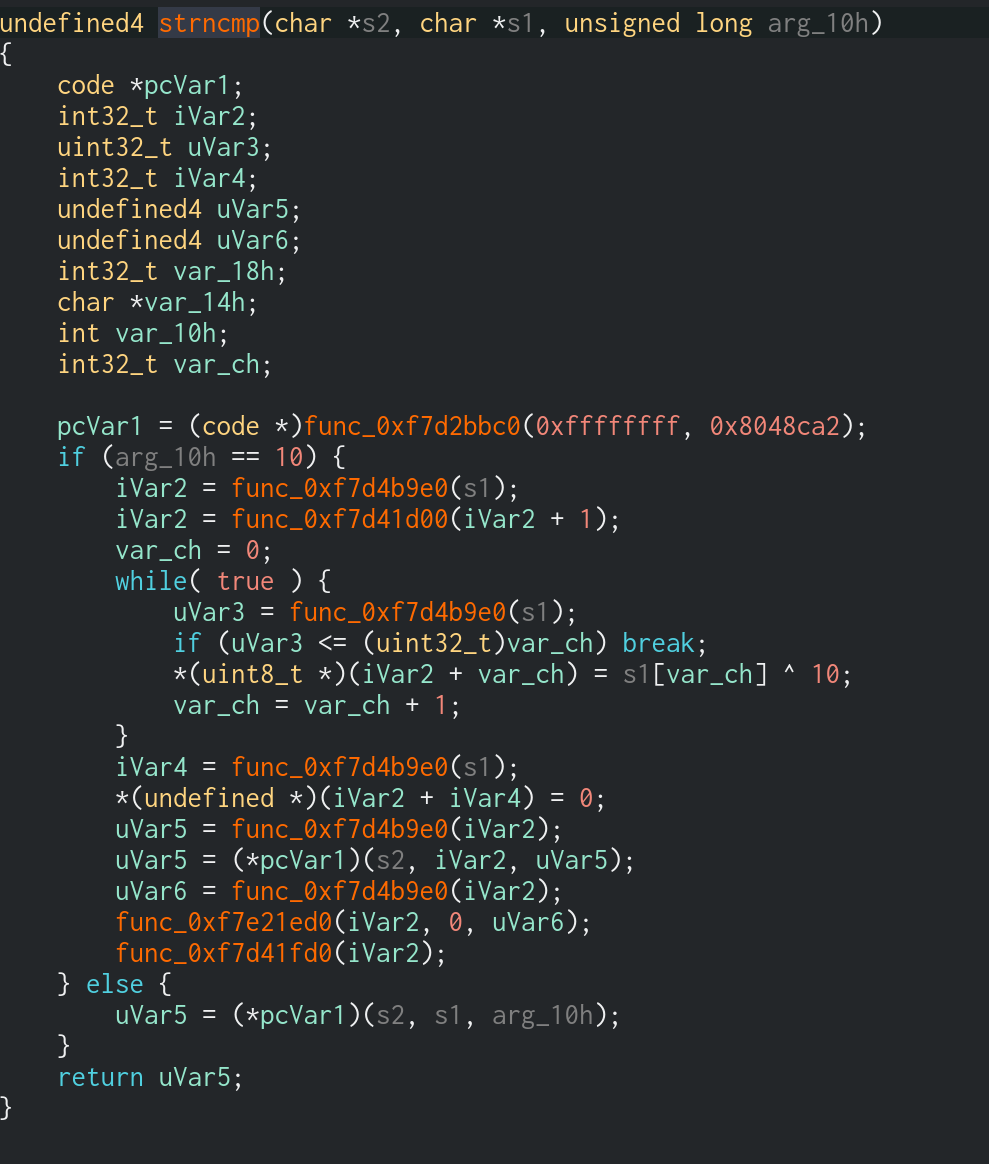 undefined4 strncmp(char *s2, char *s1, unsigned long arg_10h)
{
    code *pcVar1;
    int32_t iVar2;
    uint32_t uVar3;
    int32_t iVar4;
    undefined4 uVar5;
    undefined4 uVar6;
    int32_t var_18h;
    char *var_14h;
    int var_10h;
    int32_t var_ch;

    pcVar1 = (code *)func_0xf7d2bbc0(0xffffffff, 0x8048ca2);
    if (arg_10h == 10) {
        iVar2 = func_0xf7d4b9e0(s1);
        iVar2 = func_0xf7d41d00(iVar2 + 1);
        var_ch = 0;
        while( true ) {
            uVar3 = func_0xf7d4b9e0(s1);
            if (uVar3 <= (uint32_t)var_ch) break;
            *(uint8_t *)(iVar2 + var_ch) = s1[var_ch] ^ 10;
            var_ch = var_ch + 1;
        }
        iVar4 = func_0xf7d4b9e0(s1);
        *(undefined *)(iVar2 + iVar4) = 0;
        uVar5 = func_0xf7d4b9e0(iVar2);
        uVar5 = (*pcVar1)(s2, iVar2, uVar5);
        uVar6 = func_0xf7d4b9e0(iVar2);
        func_0xf7e21ed0(iVar2, 0, uVar6);
        func_0xf7d41fd0(iVar2);
    } else {
        uVar5 = (*pcVar1)(s2, s1, arg_10h);
    }
    return uVar5;
}